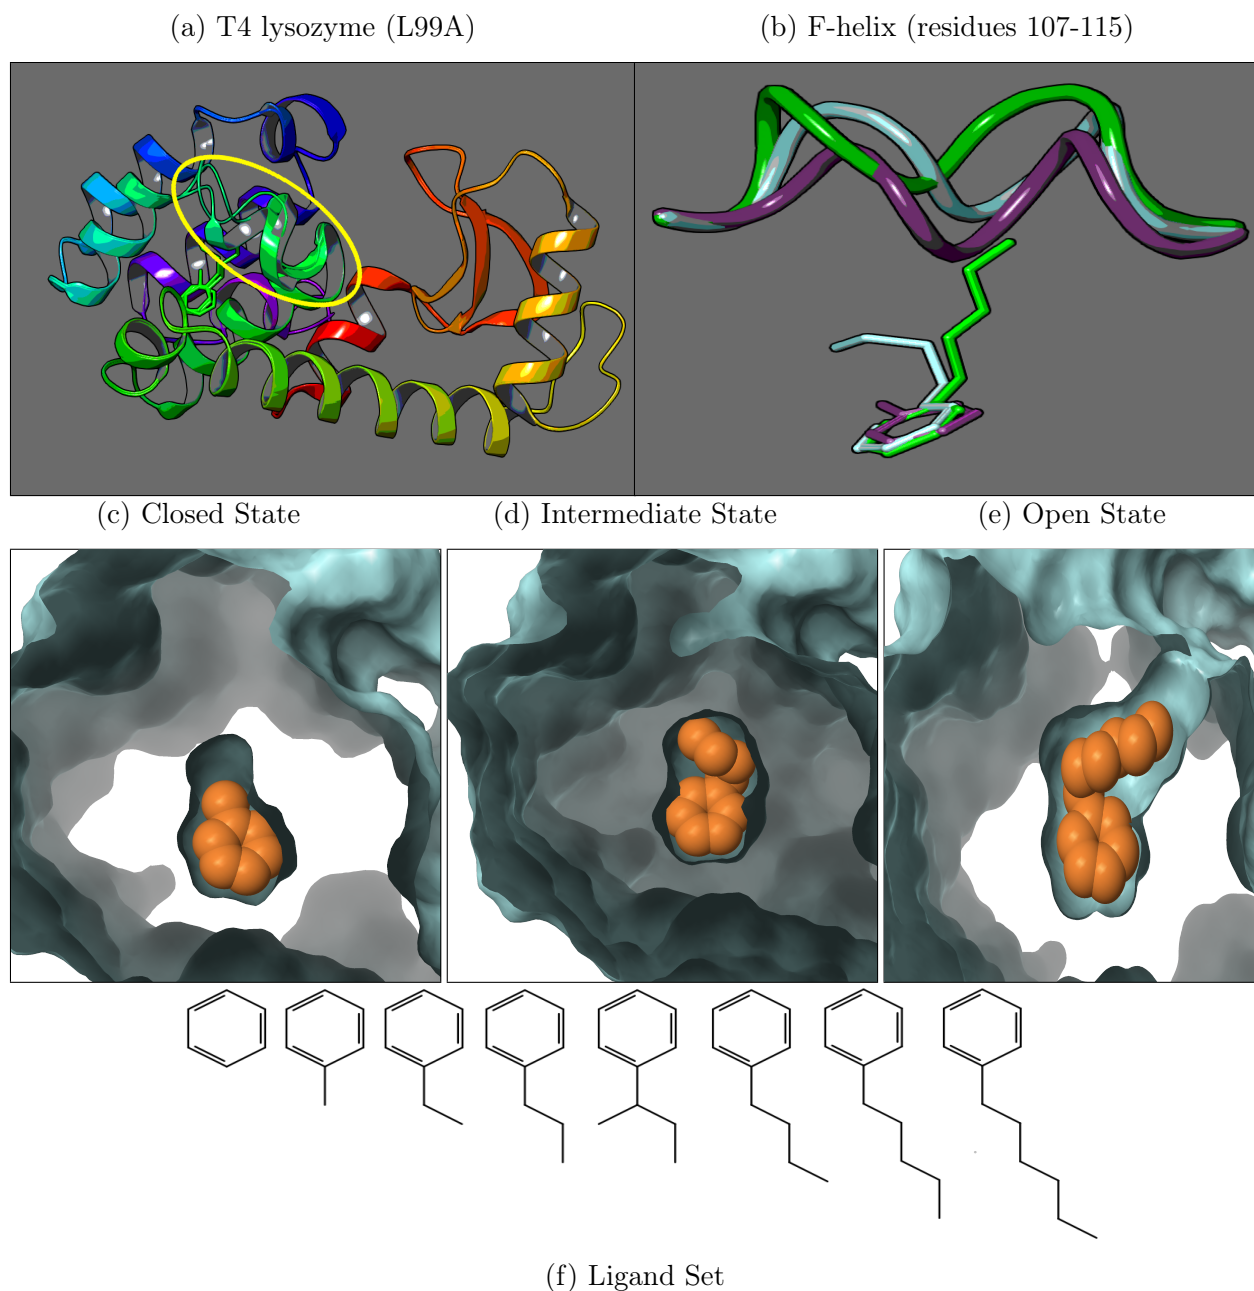 (a) T4 lysozyme (L99A)
(b) F-helix (residues 107-115)
(c) Closed State
(d) Intermediate State
(e) Open State
(f) Ligand Set